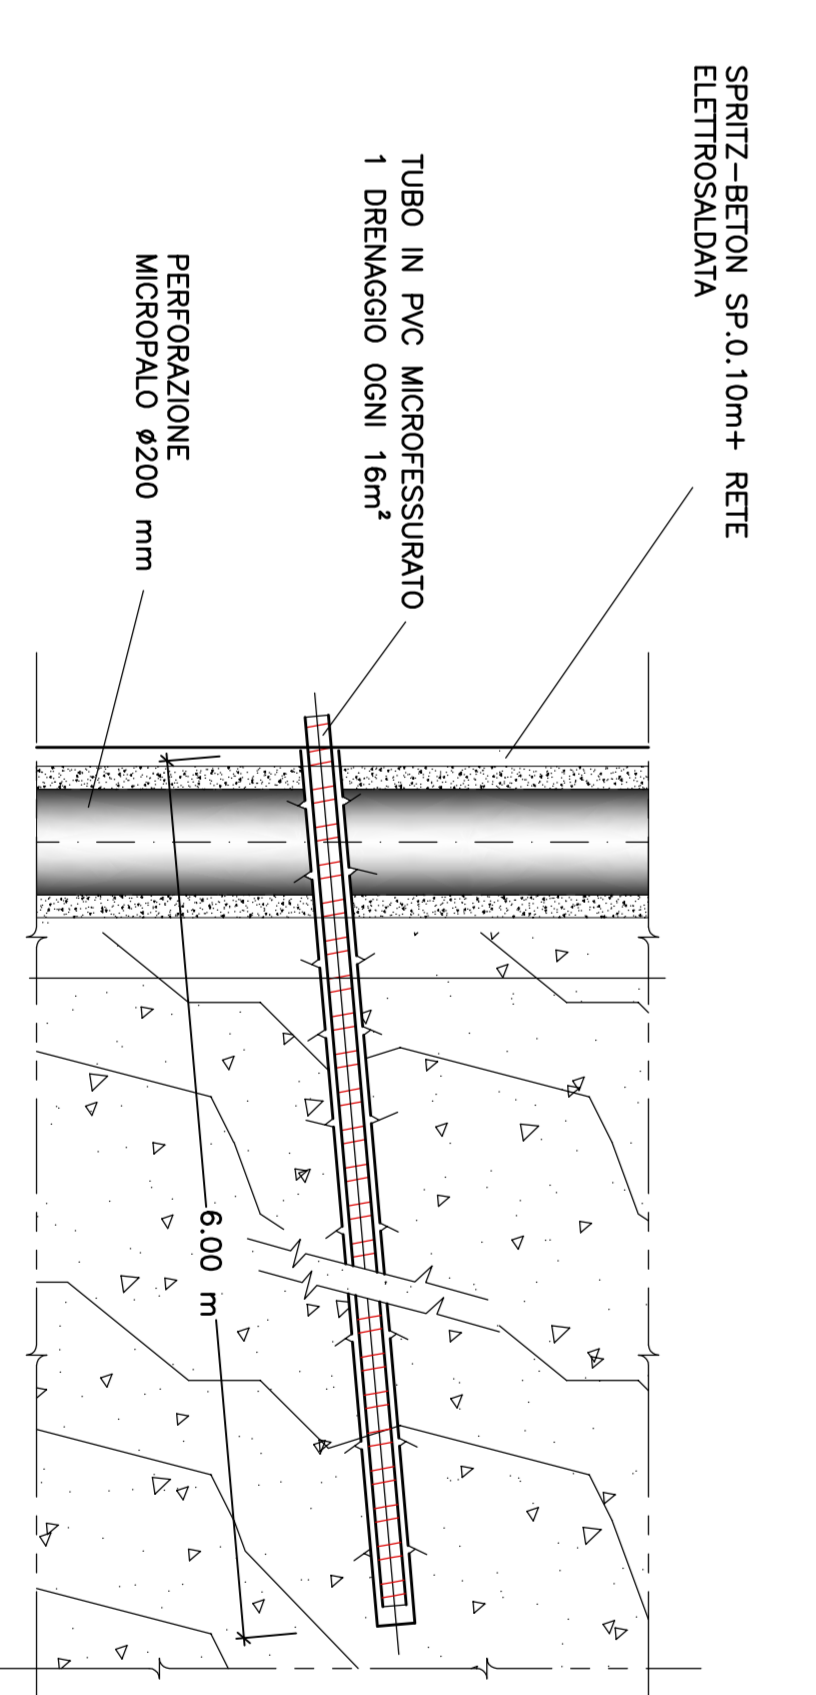 SPRITZ-BETON SP.0.10m+ RETE
ELETTROSALDATA
TUBO IN PVC MICROFESSURATO
1 DRENAGGIO OGNI 16m²
PERFORAZIONE
MICROPALO ø200 mm
6.00 m